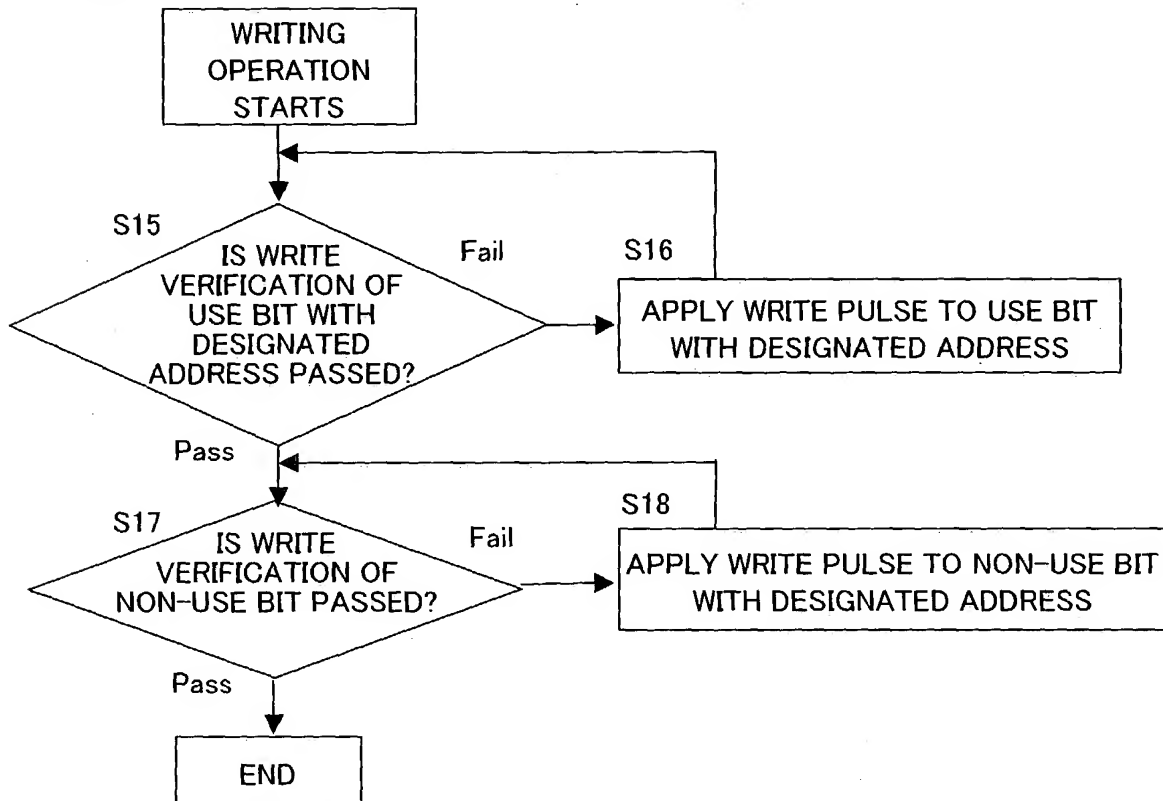 WRITING
OPERATION
STARTS
S15
IS WRITE
VERIFICATION OF
USE BIT WITH
DESIGNATED
ADDRESS PASSED?
Fail
S16
APPLY WRITE PULSE TO USE BIT
WITH DESIGNATED ADDRESS
Pass
S17
IS WRITE
VERIFICATION OF
NON-USE BIT PASSED?
Fail
S18
APPLY WRITE PULSE TO NON-USE BIT
WITH DESIGNATED ADDRESS
Pass
END